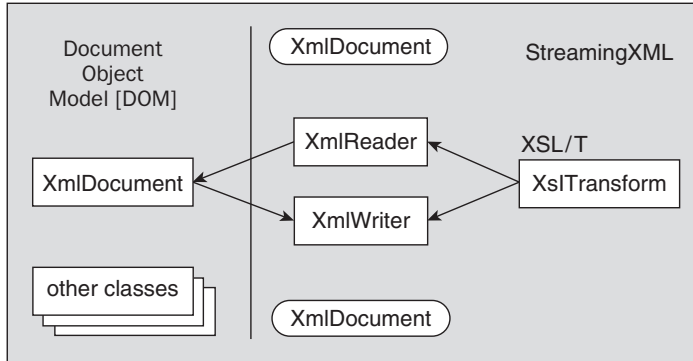 Document
Object
Model [DOM]
XmlDocument
StreamingXML
XmlReader
XSL/T
XmlDocument
XslTransform
XmlWriter
other classes
XmlDocument